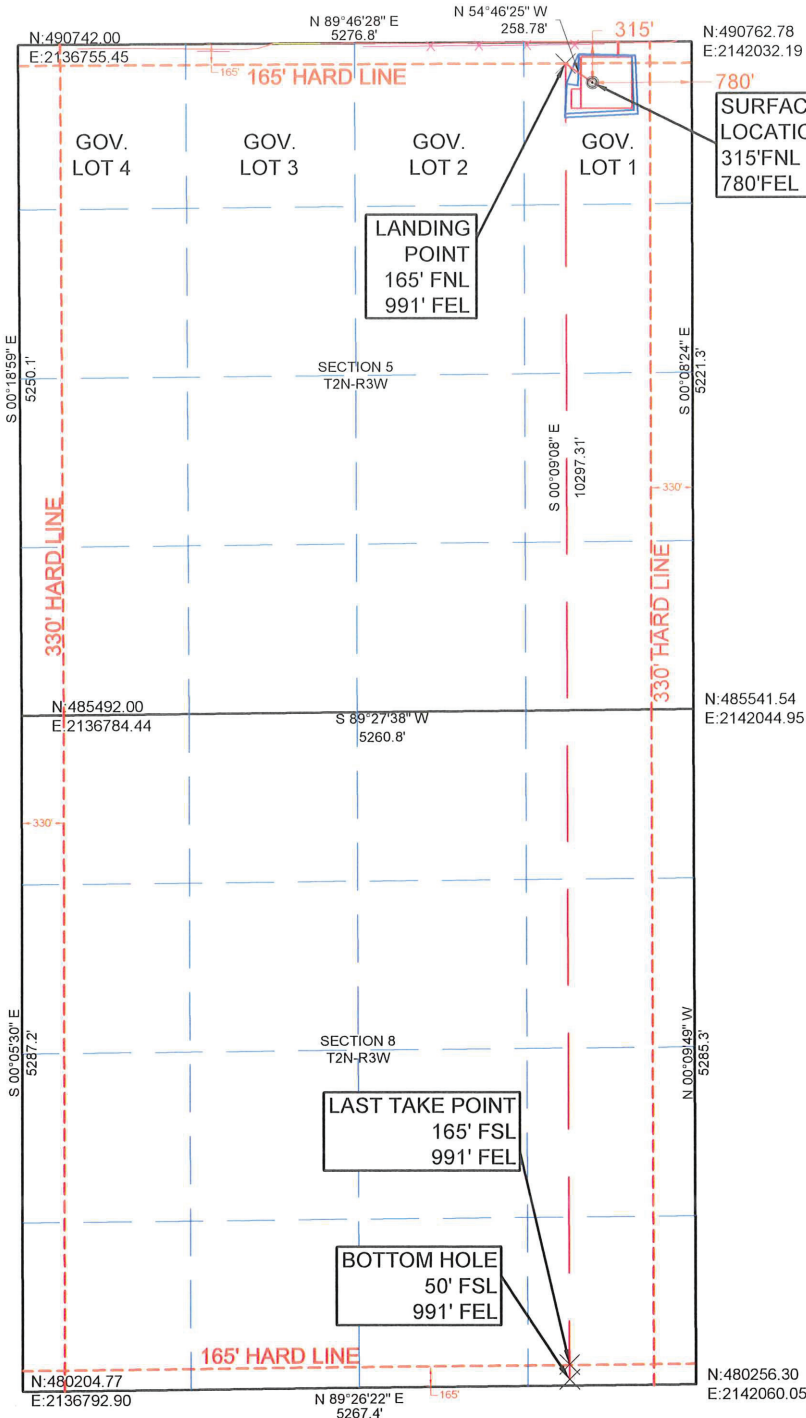 N 89°46'28" E
5276.8'
N 54°46'25" W
258.78'
315'
N:490742.00
E:2136755.45
N:490762.78
E:2142032.19
165'
165' HARD LINE
780'
GOV.
LOT 4
GOV.
LOT 3
GOV.
LOT 2
GOV.
LOT 1
315'FNL
780'FEL
LANDING
POINT
165' FNL
991' FEL
S 00°18'59" E
5250.1'
SECTION 5
T2N-R3W
S 00°08'24" E
5221.3'
S 00°09'08" E
10297.31'
330'
330' HARD LINE
330' HARD LINE
N:485492.00
E:2136784.44
S 89°27'38" W
5260.8'
N:485541.54
E:2142044.95
330'
S 00°05'30" E
5287.2'
SECTION 8
T2N-R3W
N 00°09'49" W
5285.3'
LAST TAKE POINT
165' FSL
991' FEL
BOTTOM HOLE
50' FSL
991' FEL
165' HARD LINE
N:480204.77
E:2136792.90
N 89°26'22" E
5267.4'
165'
N:480256.30
E:2142060.05